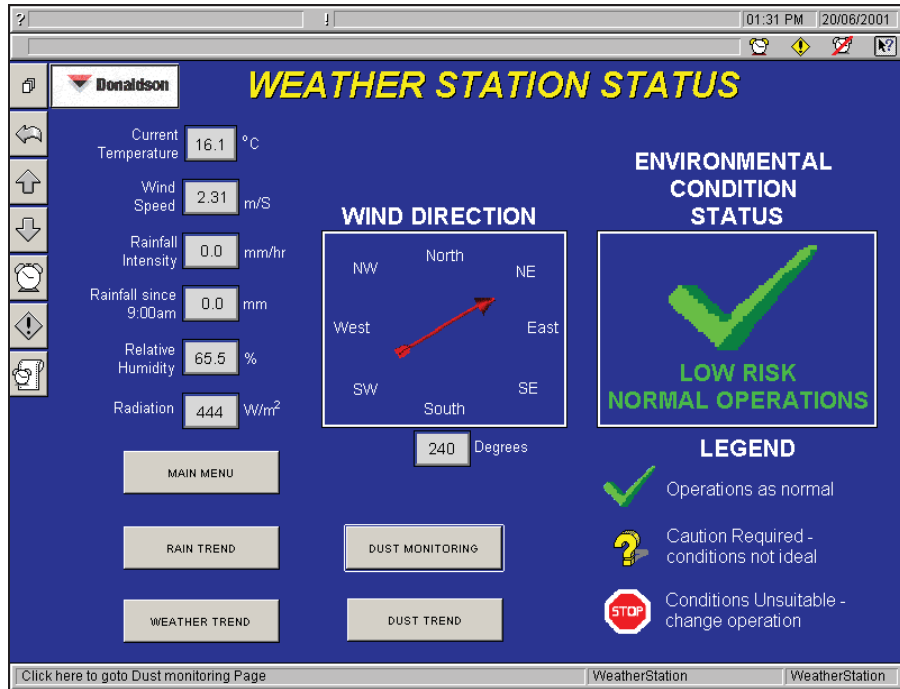 ?
!
01:31 PM 20/06/2001
?
Donaldson
WEATHER STATION STATUS
Current
Temperature 16.1 °C
Wind
Speed 2.31 m/S
Rainfall
Intensity 0.0 mm/hr
Rainfall since
9:00am 0.0 mm
Relative
Humidity 65.5 %
Radiation 444 W/m²
WIND DIRECTION
North
NW NE
West East
SW SE
South
240 Degrees
ENVIRONMENTAL
CONDITION
STATUS
LOW RISK
NORMAL OPERATIONS
LEGEND
Operations as normal
? Caution Required -
conditions not ideal
STOP Conditions Unsuitable -
change operation
MAIN MENU
RAIN TREND
DUST MONITORING
WEATHER TREND
DUST TREND
Click here to goto Dust monitoring Page WeatherStation WeatherStation